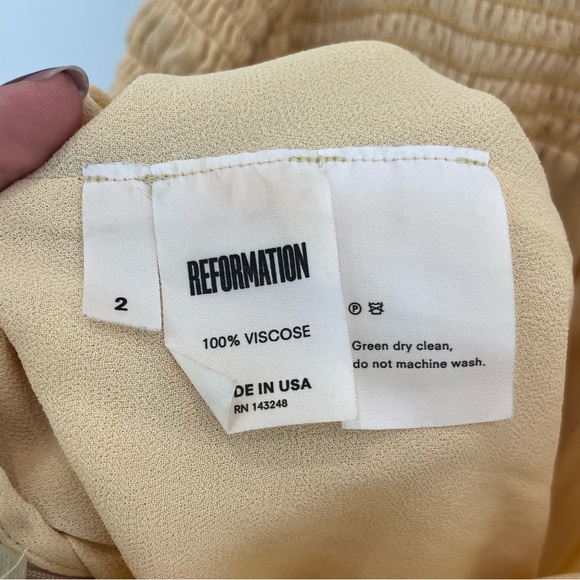 2
REFORMATION
100% VISCOSE
DE IN USA
RN 143248
P
Green dry clean,
do not machine wash.